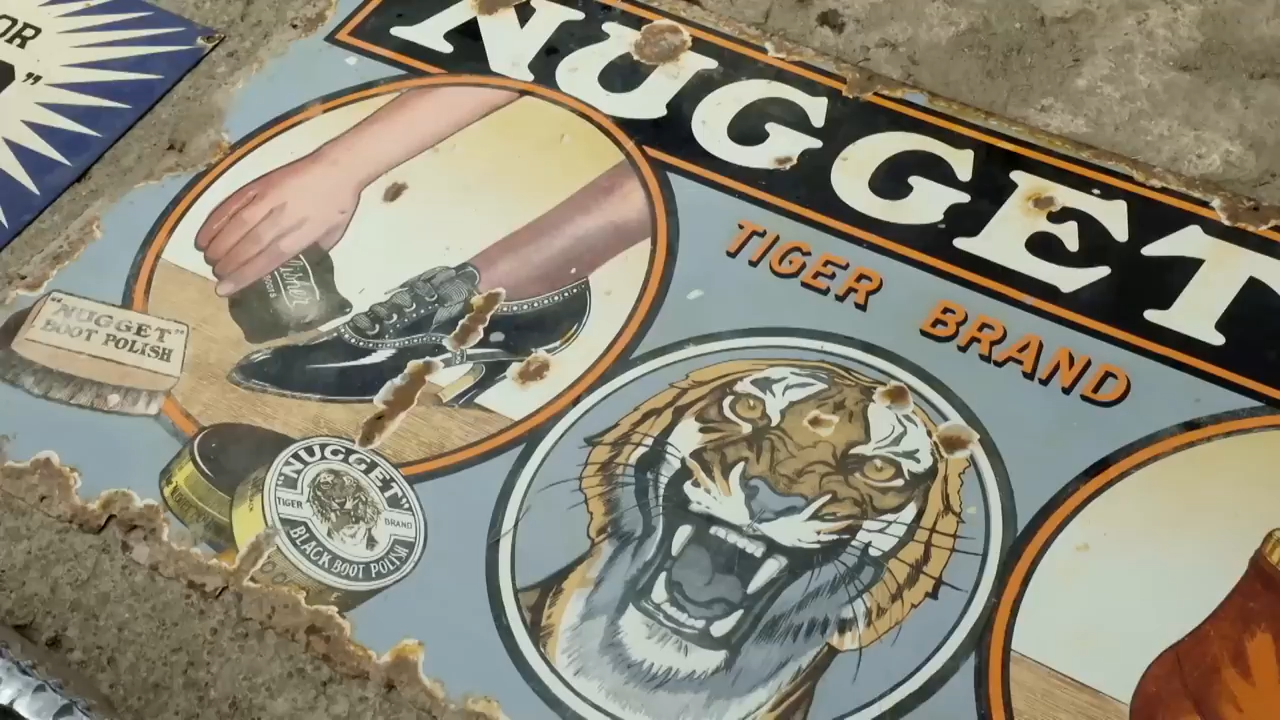 OR
”
NUGGET
TIGER BRAND
"NUGGET"
BOOT POLISH
"NUGGET"
TIGER BRAND
BLACK BOOT POLISH